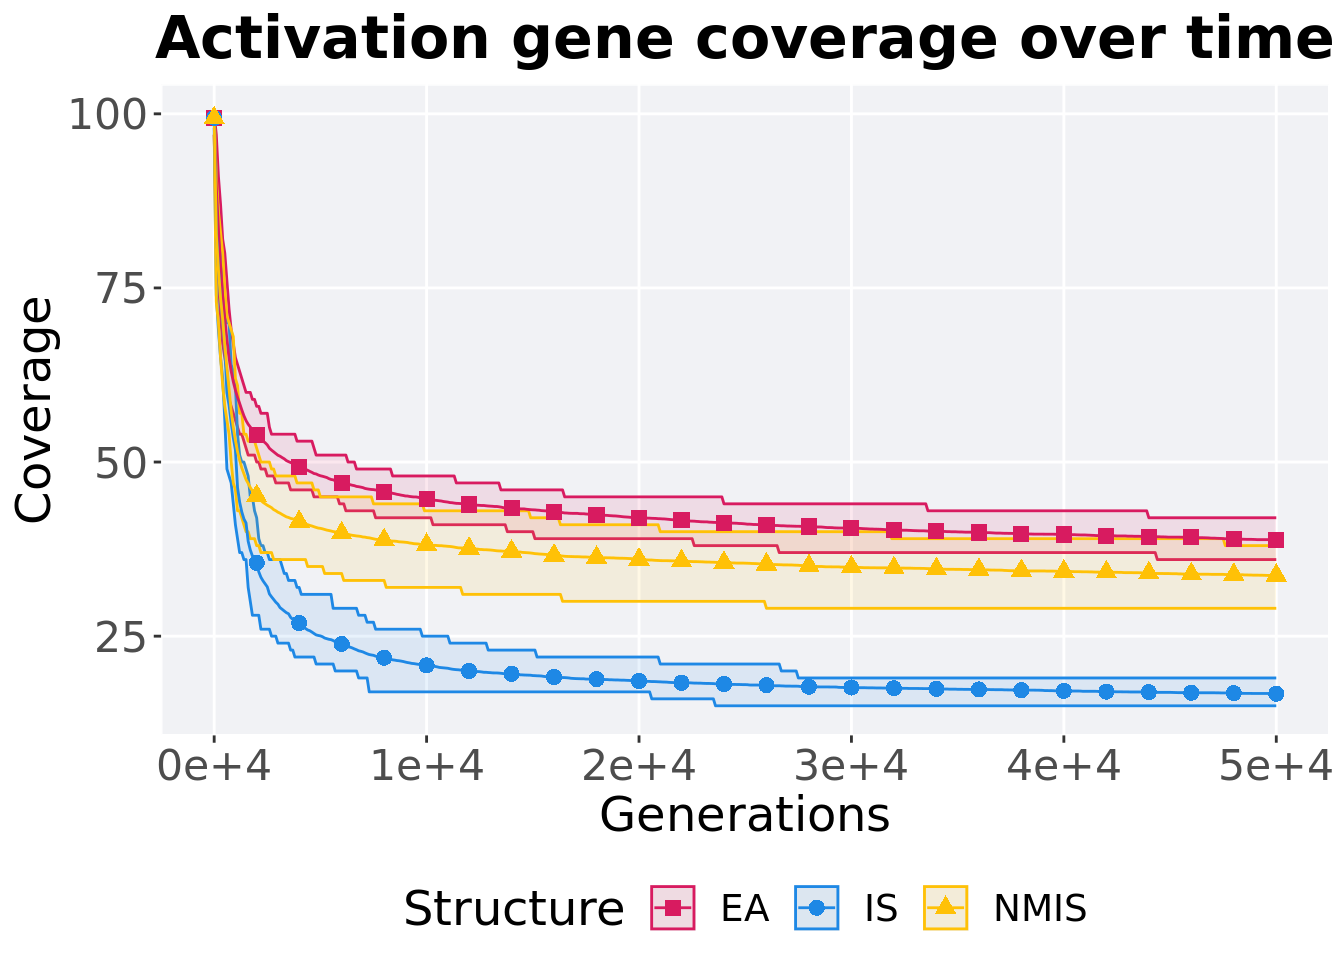 Activation gene coverage over time
Coverage
100
75
50
25
0e+4 1e+4 2e+4 3e+4 4e+4 5e+4
Generations
Structure EA IS NMIS